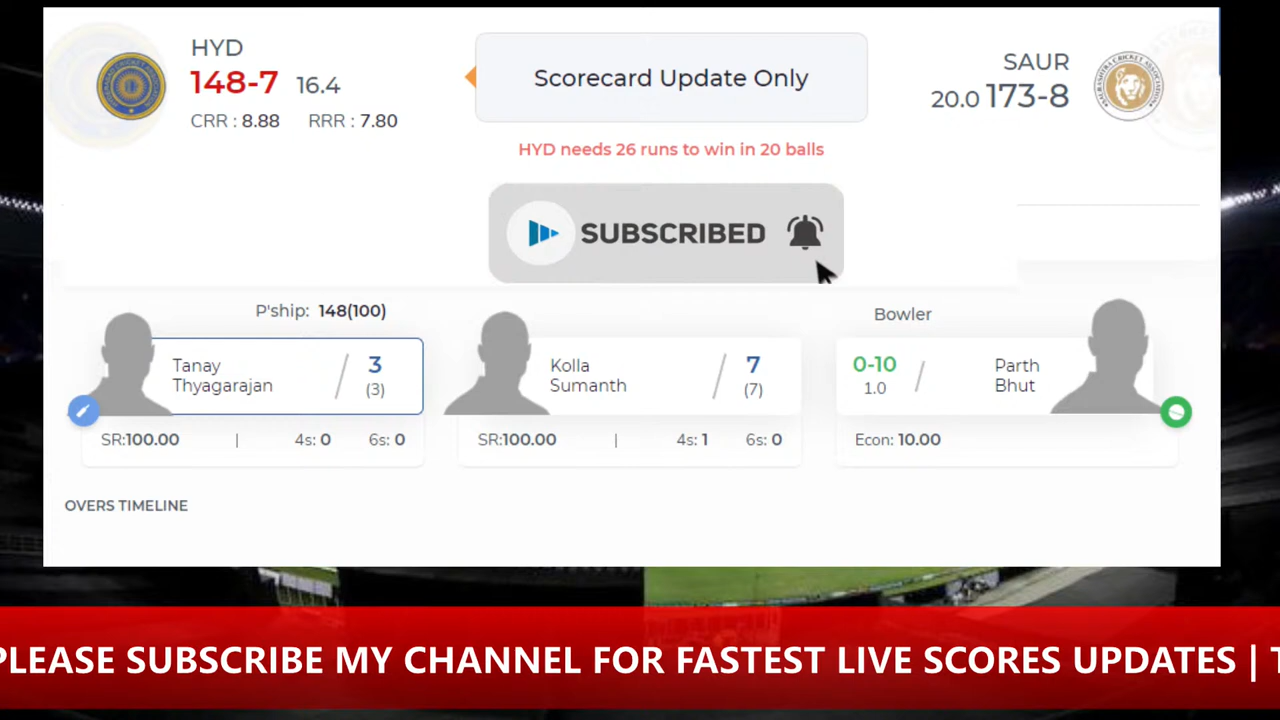 HYD
148-7 16.4
CRR : 8.88 RRR : 7.80
Scorecard Update Only
HYD needs 26 runs to win in 20 balls
SAUR
20.0 173-8
SUBSCRIBED
P'ship: 148(100)
Bowler
Tanay
Thyagarajan
3
(3)
SR:100.00 | 4s: 0 6s: 0
Kolla
Sumanth
7
(7)
SR:100.00 | 4s: 1 6s: 0
0-10
1.0
Parth
Bhut
Econ: 10.00
OVERS TIMELINE
PLEASE SUBSCRIBE MY CHANNEL FOR FASTEST LIVE SCORES UPDATES | T